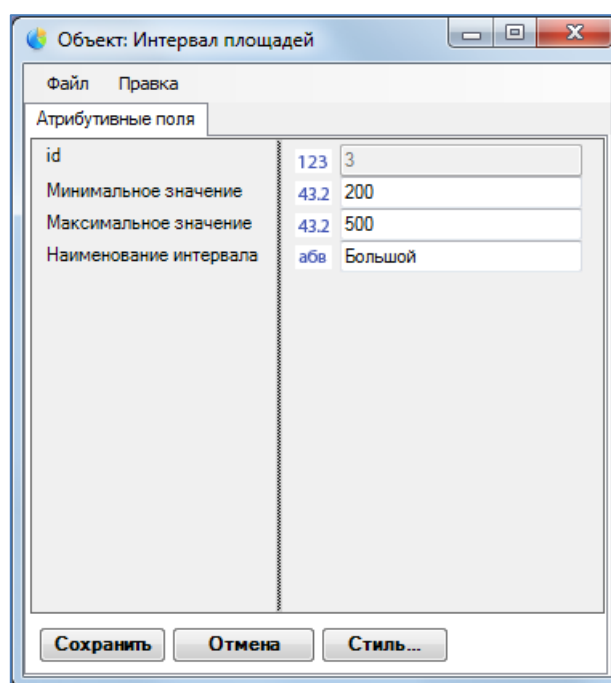 Объект: Интервал площадей
Файл Правка
Атрибутивные поля
id 123 3
Минимальное значение 43.2 200
Максимальное значение 43.2 500
Наименование интервала абв Большой
Сохранить Отмена Стиль...